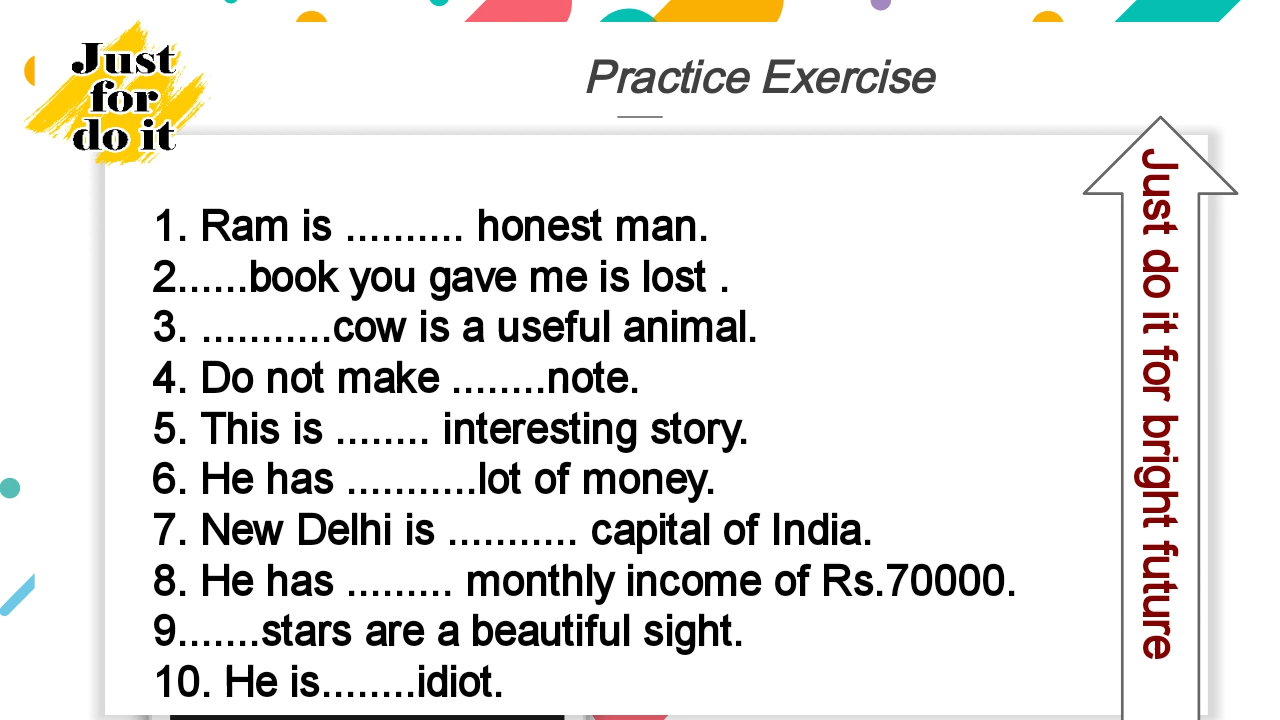 Just
for
do it
Practice Exercise
1. Ram is .......... honest man.
2......book you gave me is lost .
3. ...........cow is a useful animal.
4. Do not make ........note.
5. This is ........ interesting story.
6. He has ...........lot of money.
7. New Delhi is ........... capital of India.
8. He has ......... monthly income of Rs.70000.
9.......stars are a beautiful sight.
10. He is........idiot.
Just do it for bright future